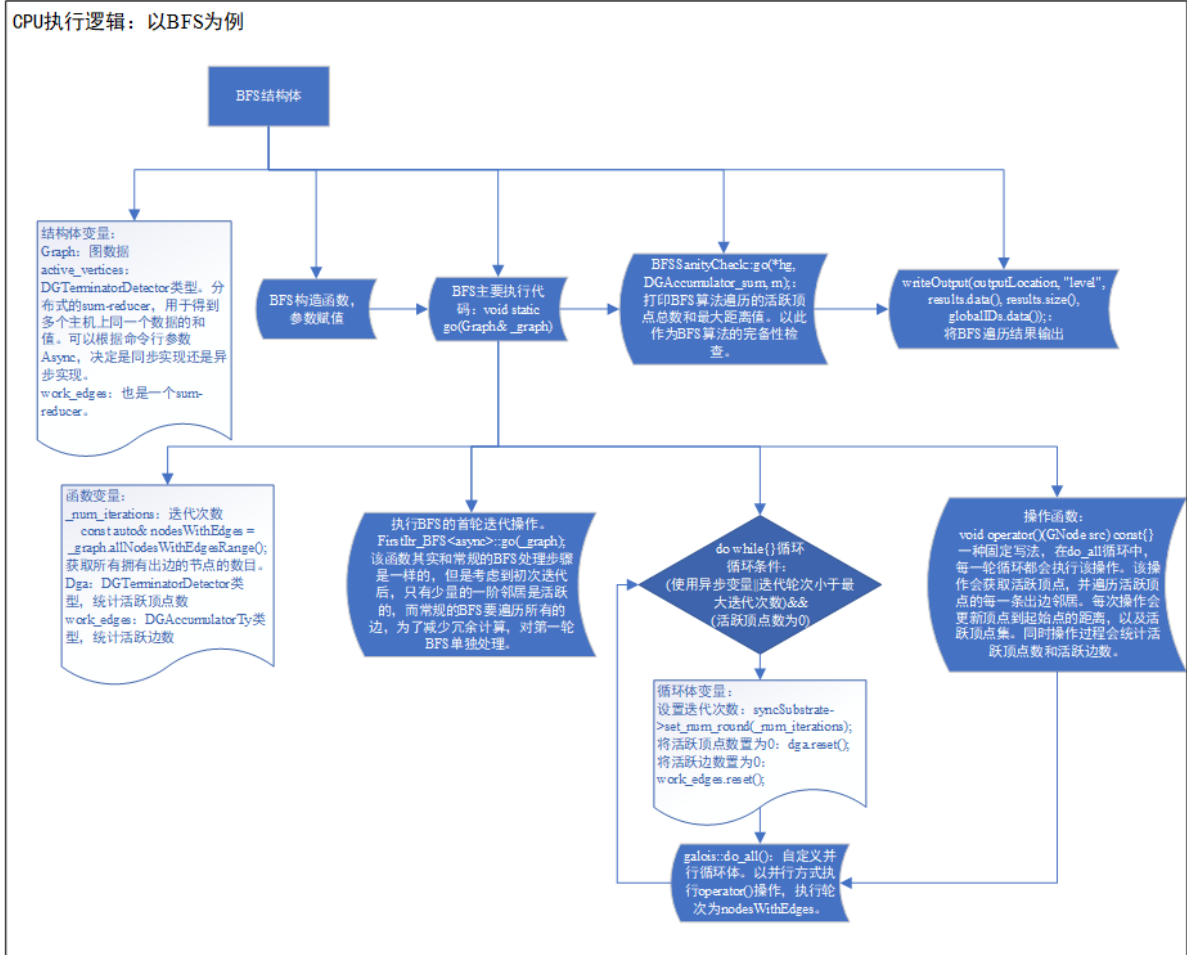 CPU执行逻辑：以BFS为例
BFS结构体
结构体变量：
Graph：图数据
active_vertices：
DGTerminatorDetector类型。分
布式的sum-reducer，用于得到
多个主机上同一个数据的和
值。可以根据命令行参数
Async，决定是同步实现还是异
步实现。
work_edges：也是一个sum-
reducer。
BFS构造函数，
参数赋值
BFS主要执行代
码：void static
go(Graph& _graph)
BFSSanityCheck::go(*hg,
DGAccumulator_sum, m);：
打印BFS算法遍历的活跃顶
点总数和最大距离值。以此
作为BFS算法的完备性检
查。
writeOutput(outputLocation, "level",
results.data(), results.size(),
globalIDs.data());：
将BFS遍历结果输出
函数变量：
_num_iterations：迭代次数
const auto& nodesWithEdges =
_graph.allNodesWithEdgesRange();
获取所有拥有出边的节点的数目。
Dga：DGTerminatorDetector类
型，统计活跃顶点数
work_edges：DGAccumulatorTy类
型，统计活跃边数
执行BFS的首轮迭代操作。
FirstItr_BFS<async>::go(_graph);
该函数其实和常规的BFS处理步骤
是一样的，但是考虑到初次迭代
后，只有少量的一阶邻居是活跃
的，而常规的BFS要遍历所有的
边，为了减少冗余计算，对第一轮
BFS单独处理。
do while{}循环
循环条件：
(使用异步变量||迭代轮次小于最
大迭代次数)&&
(活跃顶点数为0)
循环体变量：
设置迭代次数：syncSubstrate-
>set_num_round(_num_iterations);
将活跃顶点数置为0：dga.reset();
将活跃边数置为0：
work_edges.reset();
galois::do_all()：自定义并
行循环体。以并行方式执
行operator()操作，执行轮
次为nodesWithEdges。
操作函数：
void operator()(GNode src) const{}
一种固定写法，在do_all循环中，
每一轮循环都会执行该操作。该操
作会获取活跃顶点，并遍历活跃顶
点的每一条出边邻居。每次操作会
更新顶点到起始点的距离，以及活
跃顶点集。同时操作过程会统计活
跃顶点数和活跃边数。